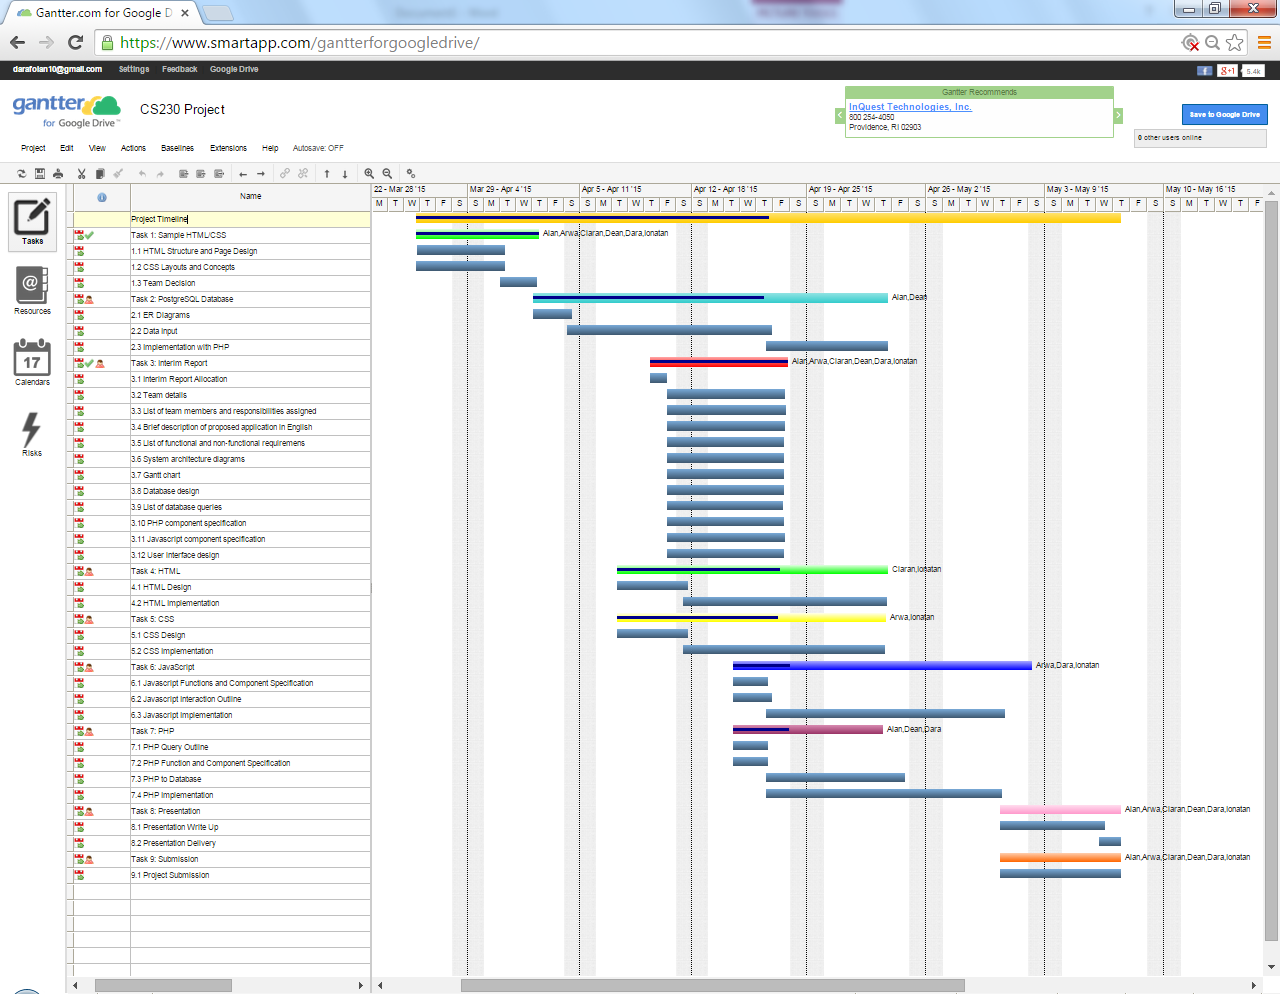 Gantter.com for Google D
https://www.smartapp.com/gantterforgoogledrive/
darafolan10@gmail.com Settings Feedback Google Drive
g+1 5.4k
gantter
for Google Drive™
CS230 Project
Gantter Recommends
InQuest Technologies, Inc.
800 254-4050
Providence, RI 02903
Save to Google Drive
0 other users online
Project Edit View Actions Baselines Extensions Help Autosave: OFF
Tasks
Resources
17
Calendars
Risks
Name
22 - Mar 28 '15 Mar 29 - Apr 4 '15 Apr 5 - Apr 11 '15 Apr 12 - Apr 18 '15 Apr 19 - Apr 25 '15 Apr 26 - May 2 '15 May 3 - May 9 '15 May 10 - May 16 '15
M T W T F S S M T W T F S S M T W T F S S M T W T F S S M T W T F S S M T W T F S S M T W T F S S M T W T F
Project Timeline
Task 1: Sample HTML/CSS Alan,Arwa,Ciaran,Dean,Dara,Ionatan
1.1 HTML Structure and Page Design
1.2 CSS Layouts and Concepts
1.3 Team Decision
Task 2: PostgreSQL Database Alan,Dean
2.1 ER Diagrams
2.2 Data Input
2.3 Implementation with PHP
Task 3: Interim Report Alan,Arwa,Ciaran,Dean,Dara,Ionatan
3.1 Interim Report Allocation
3.2 Team details
3.3 List of team members and responsibilities assigned
3.4 Brief description of proposed application in English
3.5 List of functional and non-functional requiremens
3.6 System architecture diagrams
3.7 Gantt chart
3.8 Database design
3.9 List of database queries
3.10 PHP component specification
3.11 Javascript component specification
3.12 User interface design
Task 4: HTML Ciaran,Ionatan
4.1 HTML Design
4.2 HTML Implementation
Task 5: CSS Arwa,Ionatan
5.1 CSS Design
5.2 CSS Implementation
Task 6: JavaScript Arwa,Dara,Ionatan
6.1 Javascript Functions and Component Specification
6.2 Javascript Interaction Outline
6.3 Javascript Implementation
Task 7: PHP Alan,Dean,Dara
7.1 PHP Query Outline
7.2 PHP Function and Component Specification
7.3 PHP to Database
7.4 PHP Implementation
Task 8: Presentation Alan,Arwa,Ciaran,Dean,Dara,Ionatan
8.1 Presentation Write Up
8.2 Presentation Delivery
Task 9: Submission Alan,Arwa,Ciaran,Dean,Dara,Ionatan
9.1 Project Submission